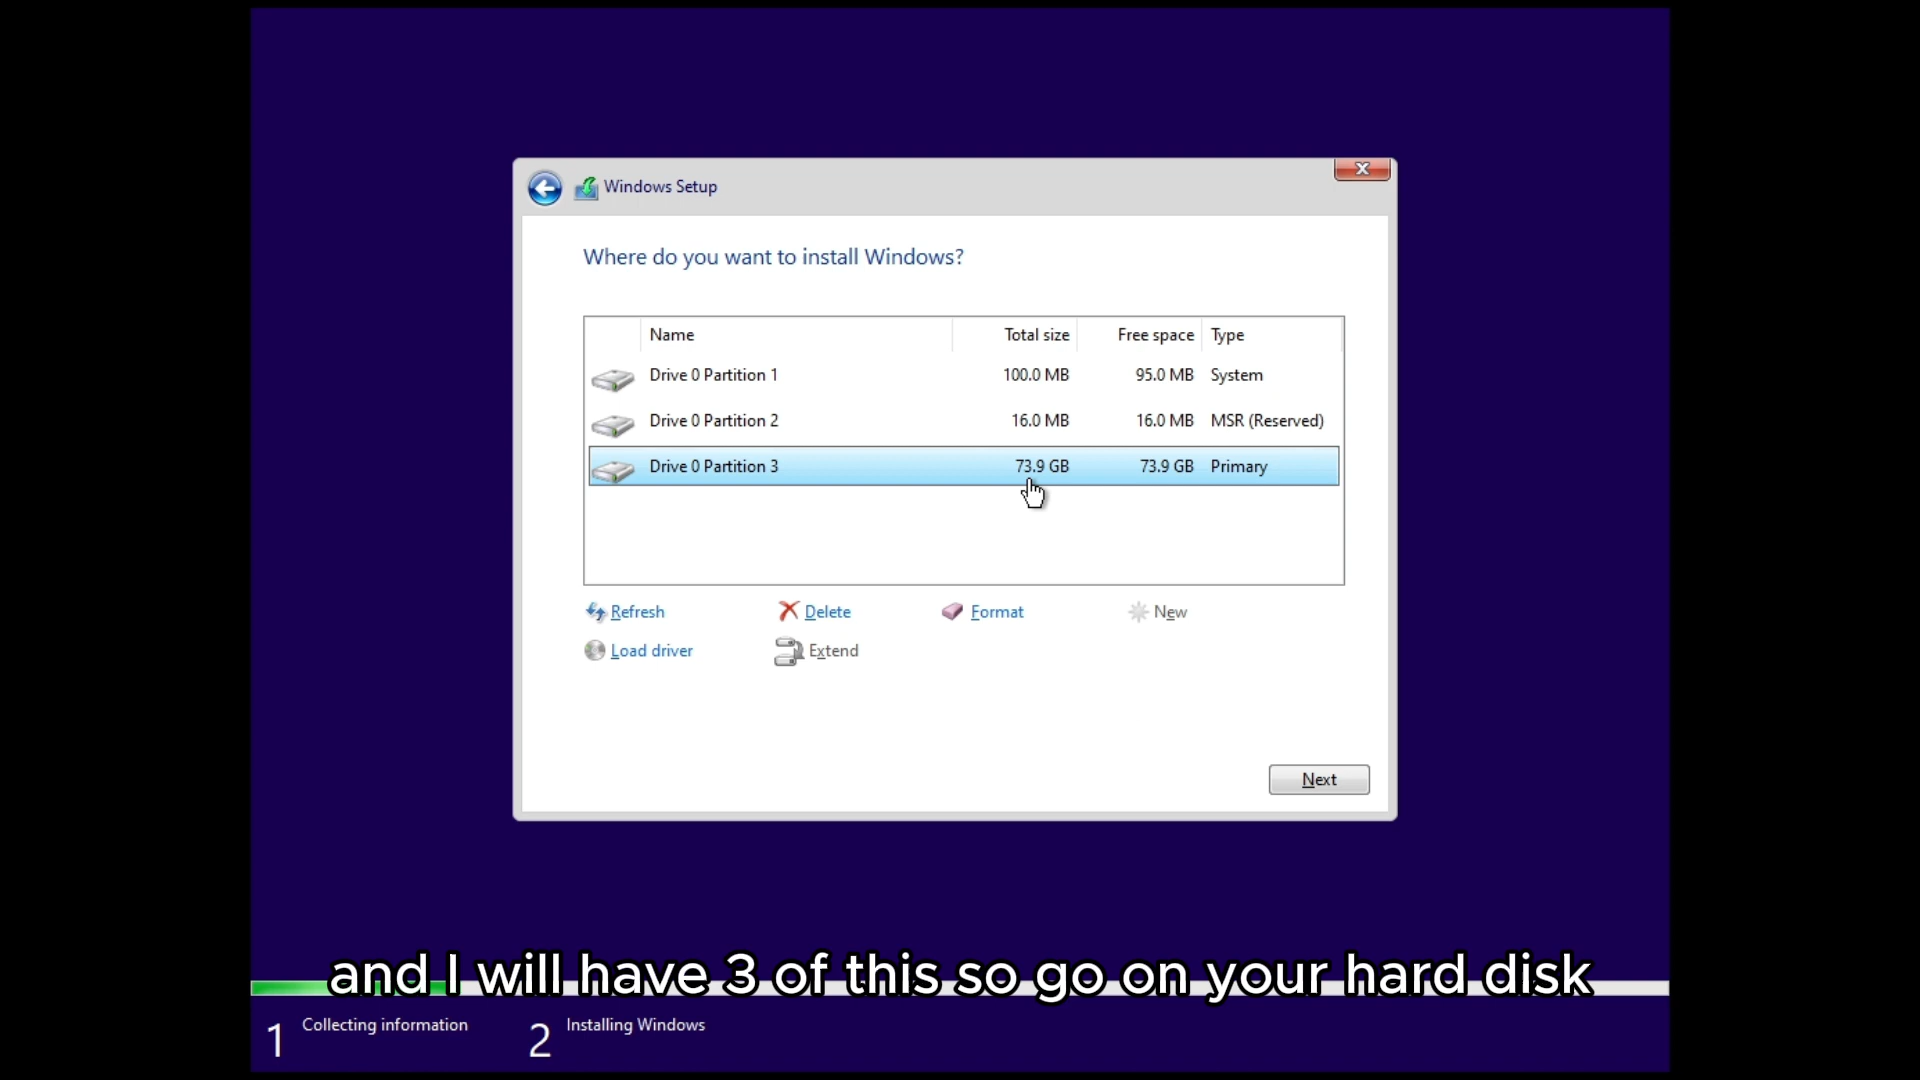 Windows Setup
Where do you want to install Windows?
Name Total size Free space Type
Drive 0 Partition 1 100.0 MB 95.0 MB System
Drive 0 Partition 2 16.0 MB 16.0 MB MSR (Reserved)
Drive 0 Partition 3 73.9 GB 73.9 GB Primary
Refresh Delete Format New
Load driver Extend
Next
and I will have 3 of this so go on your hard disk
1 Collecting information 2 Installing Windows